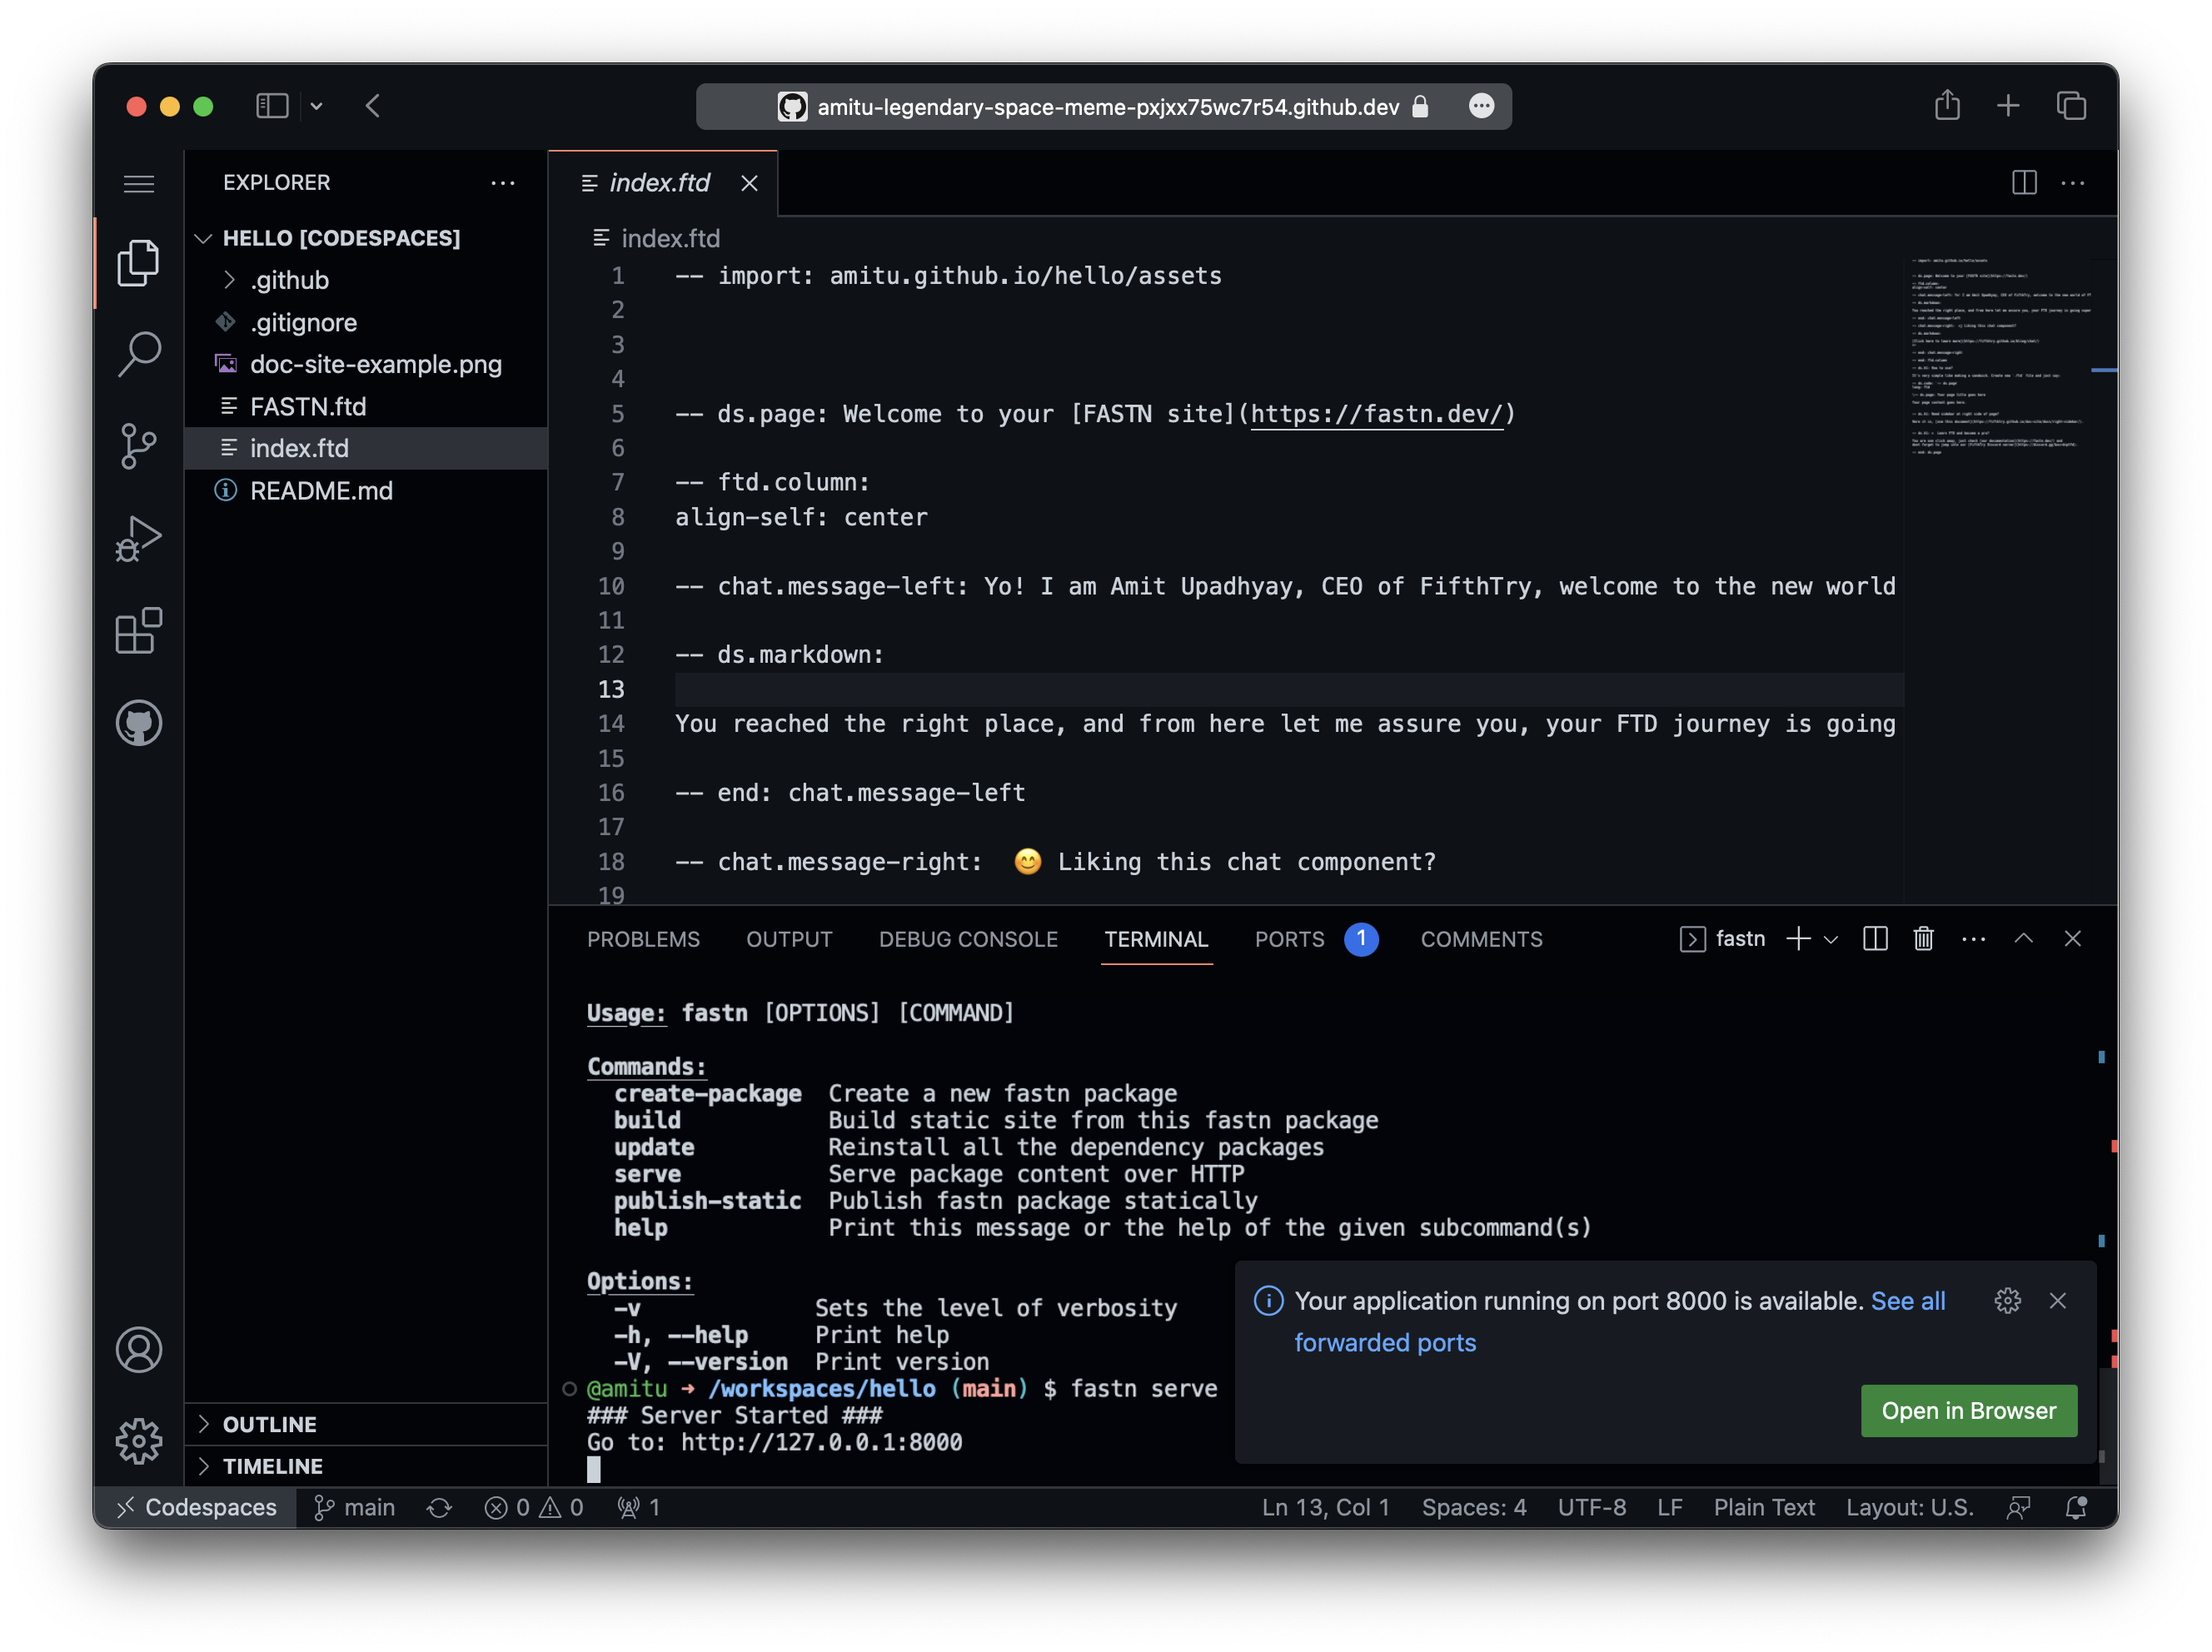 amitu-legendary-space-meme-pxjxx75wc7r54.github.dev
EXPLORER
HELLO [CODESPACES]
.github
.gitignore
doc-site-example.png
FASTN.ftd
index.ftd
README.md
OUTLINE
TIMELINE
index.ftd
index.ftd
1 -- import: amitu.github.io/hello/assets
2
3
4
5 -- ds.page: Welcome to your [FASTN site](https://fastn.dev/)
6
7 -- ftd.column:
8 align-self: center
9
10 -- chat.message-left: Yo! I am Amit Upadhyay, CEO of FifthTry, welcome to the new world
11
12 -- ds.markdown:
13
14 You reached the right place, and from here let me assure you, your FTD journey is going
15
16 -- end: chat.message-left
17
18 -- chat.message-right: 😊 Liking this chat component?
19
PROBLEMS OUTPUT DEBUG CONSOLE TERMINAL PORTS 1 COMMENTS fastn
Usage: fastn [OPTIONS] [COMMAND]
Commands:
create-package Create a new fastn package
build Build static site from this fastn package
update Reinstall all the dependency packages
serve Serve package content over HTTP
publish-static Publish fastn package statically
help Print this message or the help of the given subcommand(s)
Options:
-v Sets the level of verbosity
-h, --help Print help
-V, --version Print version
@amitu ➜ /workspaces/hello (main) $ fastn serve
### Server Started ###
Go to: http://127.0.0.1:8000
Your application running on port 8000 is available. See all
forwarded ports
Open in Browser
Codespaces main 0 0 1 Ln 13, Col 1 Spaces: 4 UTF-8 LF Plain Text Layout: U.S.